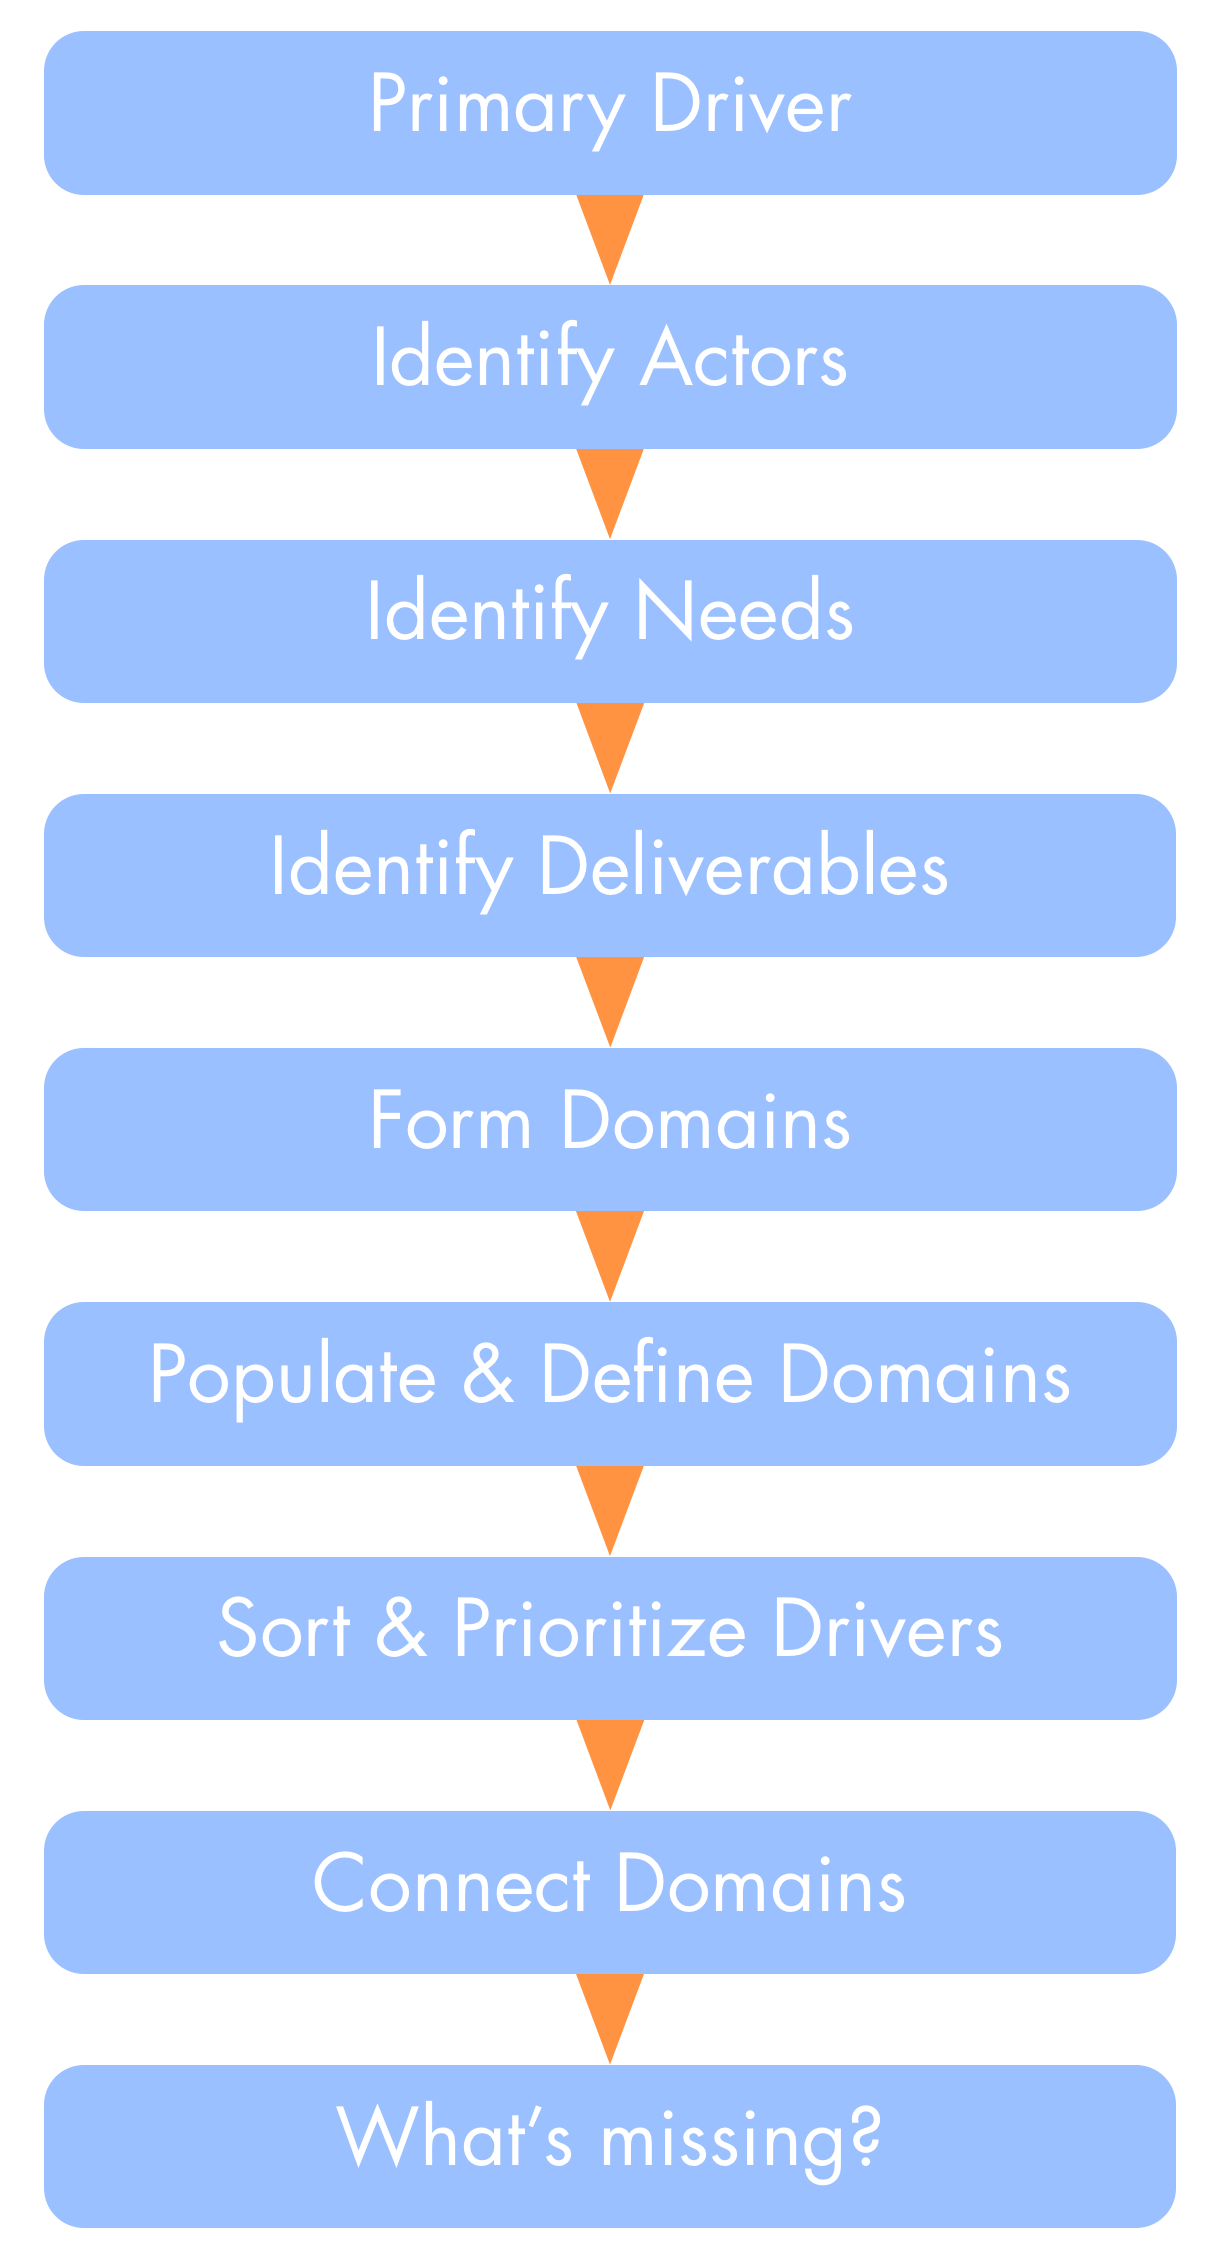 Primary Driver
Identify Actors
Identify Needs
Identify Deliverables
Form Domains
Populate & Define Domains
Sort & Prioritize Drivers
Connect Domains
What’s missing?